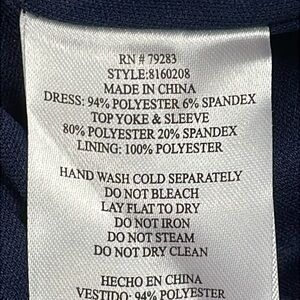 RN # 79283
STYLE:8160208
MADE IN CHINA
DRESS: 94% POLYESTER 6% SPANDEX
TOP YOKE & SLEEVE
80% POLYESTER 20% SPANDEX
LINING: 100% POLYESTER
HAND WASH COLD SEPARATELY
DO NOT BLEACH
LAY FLAT TO DRY
DO NOT IRON
DO NOT STEAM
DO NOT DRY CLEAN
HECHO EN CHINA
VESTIDO: 94% POLYESTER